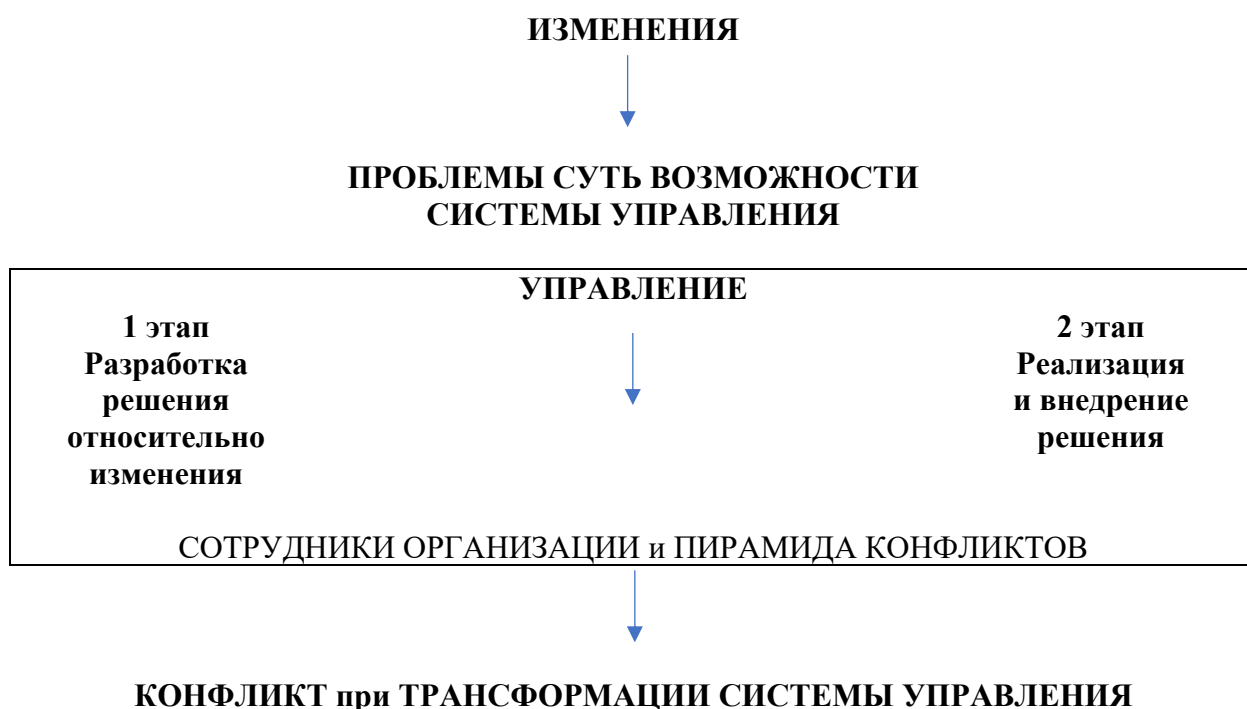 ИЗМЕНЕНИЯ
ПРОБЛЕМЫ СУТЬ ВОЗМОЖНОСТИ
СИСТЕМЫ УПРАВЛЕНИЯ
УПРАВЛЕНИЕ
1 этап
Разработка
решения
относительно
изменения
2 этап
Реализация
и внедрение
решения
СОТРУДНИКИ ОРГАНИЗАЦИИ и ПИРАМИДА КОНФЛИКТОВ
КОНФЛИКТ при ТРАНСФОРМАЦИИ СИСТЕМЫ УПРАВЛЕНИЯ